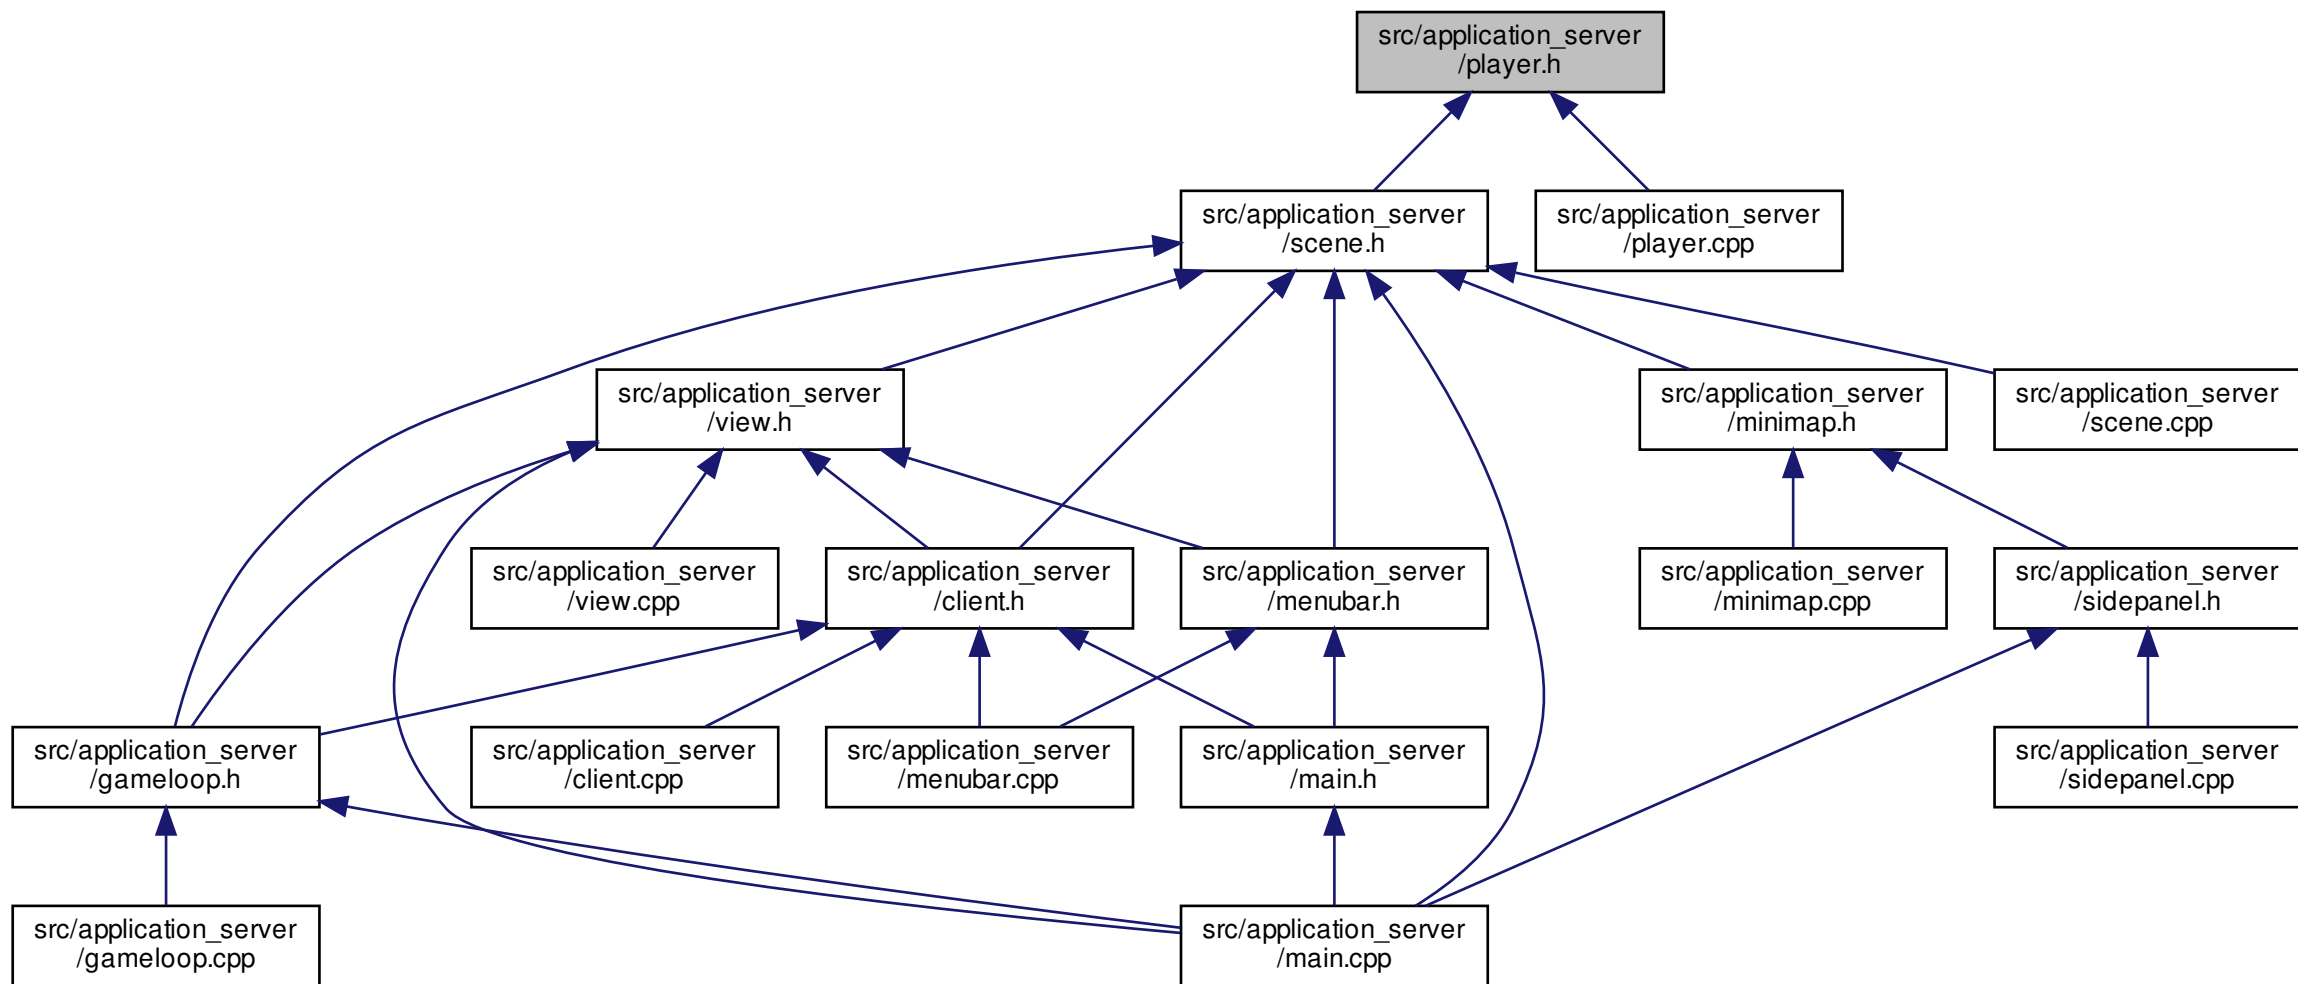 src/application_server
/player.h
src/application_server
/scene.h
src/application_server
/player.cpp
src/application_server
/view.h
src/application_server
/minimap.h
src/application_server
/scene.cpp
src/application_server
/view.cpp
src/application_server
/client.h
src/application_server
/menubar.h
src/application_server
/minimap.cpp
src/application_server
/sidepanel.h
src/application_server
/gameloop.h
src/application_server
/client.cpp
src/application_server
/menubar.cpp
src/application_server
/main.h
src/application_server
/sidepanel.cpp
src/application_server
/gameloop.cpp
src/application_server
/main.cpp